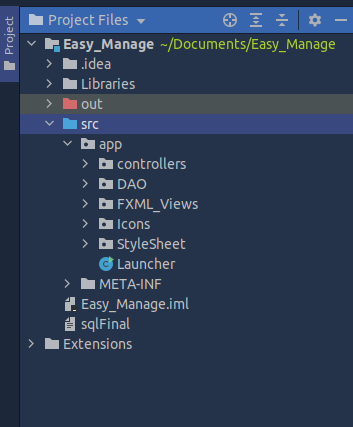 Project
Project Files
Easy_Manage ~/Documents/Easy_Manage
.idea
Libraries
out
src
app
controllers
DAO
FXML_Views
Icons
StyleSheet
C Launcher
META-INF
Easy_Manage.iml
sqlFinal
Extensions